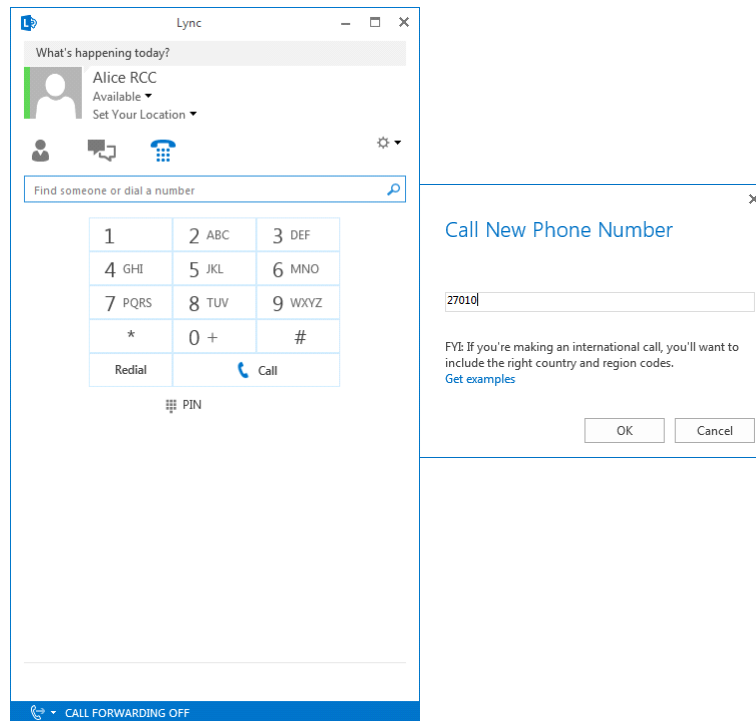 Lync
What's happening today?
Alice RCC
Available
Set Your Location
Find someone or dial a number
1 2 ABC 3 DEF
4 GHI 5 JKL 6 MNO
7 PQRS 8 TUV 9 WXYZ
* 0 + #
Redial Call
PIN
CALL FORWARDING OFF
Call New Phone Number
27010
FYI: If you're making an international call, you'll want to
include the right country and region codes.
Get examples
OK Cancel